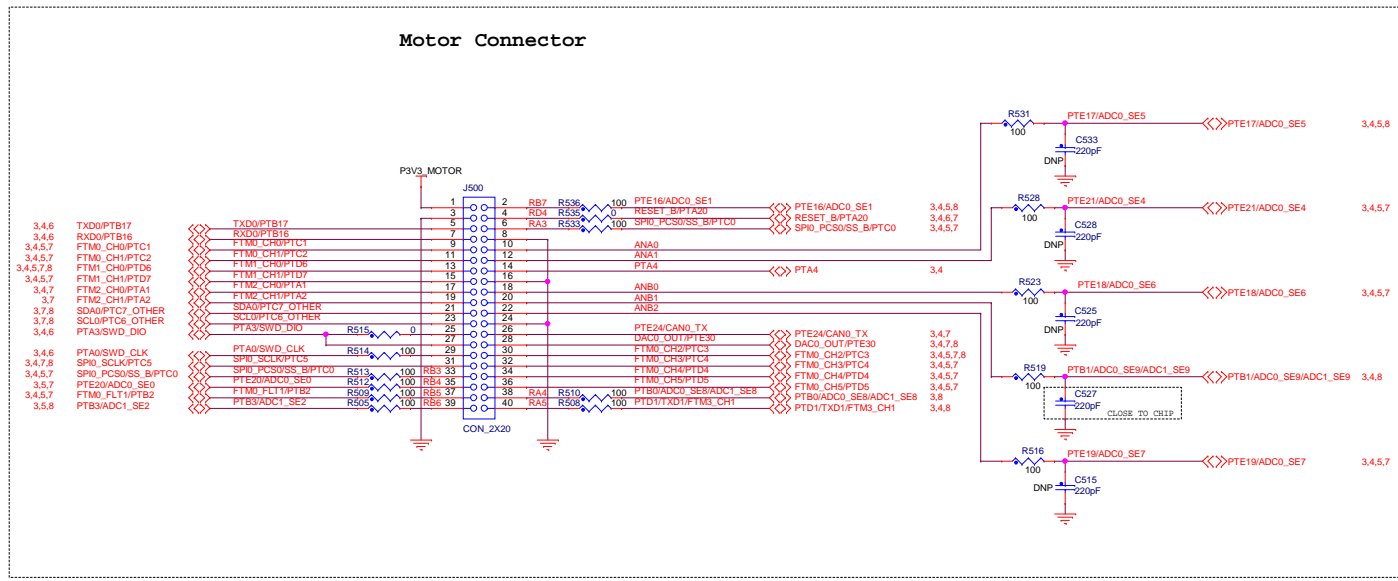 Motor Connector
R531
100
PTE17/ADC0_SE5
PTE17/ADC0_SE5 3,4,5,8
C533
220pF
DNP
P3V3_MOTOR
J500
CON_2X20
1 2 RB7 R536 100 PTE16/ADC0_SE1 PTE16/ADC0_SE1 3,4,5,8
3 4 RD4 R535 0 RESET_B/PTA20 RESET_B/PTA20 3,4,6,7
3,4,6 TXD0/PTB17 TXD0/PTB17 5 6 RA3 R533 100 SPI0_PCS0/SS_B/PTC0 SPI0_PCS0/SS_B/PTC0 3,4,5,7
3,4,6 RXD0/PTB16 RXD0/PTB16 7 8
3,4,5,7 FTM0_CH0/PTC1 FTM0_CH0/PTC1 9 10 ANA0
3,4,5,7 FTM0_CH1/PTC2 FTM0_CH1/PTC2 11 12 ANA1
3,4,5,7,8 FTM1_CH0/PTD6 FTM1_CH0/PTD6 13 14 PTA4 PTA4 3,4
3,4,5,7 FTM1_CH1/PTD7 FTM1_CH1/PTD7 15 16
3,4,7 FTM2_CH0/PTA1 FTM2_CH0/PTA1 17 18 ANB0
3,7 FTM2_CH1/PTA2 FTM2_CH1/PTA2 19 20 ANB1
3,7,8 SDA0/PTC7_OTHER SDA0/PTC7_OTHER 21 22 ANB2
3,7,8 SCL0/PTC6_OTHER SCL0/PTC6_OTHER 23 24
3,4,6 PTA3/SWD_DIO PTA3/SWD_DIO R515 0 25 26 PTE24/CAN0_TX PTE24/CAN0_TX 3,4,7
27 28 DAC0_OUT/PTE30 DAC0_OUT/PTE30 3,4,7,8
3,4,6 PTA0/SWD_CLK PTA0/SWD_CLK R514 100 29 30 FTM0_CH2/PTC3 FTM0_CH2/PTC3 3,4,5,7,8
3,4,7,8 SPI0_SCLK/PTC5 SPI0_SCLK/PTC5 31 32 FTM0_CH3/PTC4 FTM0_CH3/PTC4 3,4,5,7
3,4,5,7 SPI0_PCS0/SS_B/PTC0 SPI0_PCS0/SS_B/PTC0 R513 100 RB3 33 34 FTM0_CH4/PTD4 FTM0_CH4/PTD4 3,4,5,7
3,5,7 PTE20/ADC0_SE0 PTE20/ADC0_SE0 R512 100 RB4 35 36 FTM0_CH5/PTD5 FTM0_CH5/PTD5 3,4,5,7
3,4,5,7 FTM0_FLT1/PTB2 FTM0_FLT1/PTB2 R509 100 RB5 37 38 RA4 R510 100 PTB0/ADC0_SE8/ADC1_SE8 PTB0/ADC0_SE8/ADC1_SE8 3,8
3,5,8 PTB3/ADC1_SE2 PTB3/ADC1_SE2 R505 100 RB6 39 40 RA5 R508 100 PTD1/TXD1/FTM3_CH1 PTD1/TXD1/FTM3_CH1 3,4,8
R528
100
PTE21/ADC0_SE4
PTE21/ADC0_SE4 3,4,5,7
C528
220pF
DNP
R523
100
PTE18/ADC0_SE6
PTE18/ADC0_SE6 3,4,5,7
C525
220pF
DNP
R519
100
PTB1/ADC0_SE9/ADC1_SE9
PTB1/ADC0_SE9/ADC1_SE9 3,4,8
C527
220pF
CLOSE TO CHIP
R516
100
PTE19/ADC0_SE7
PTE19/ADC0_SE7 3,4,5,7
C515
220pF
DNP